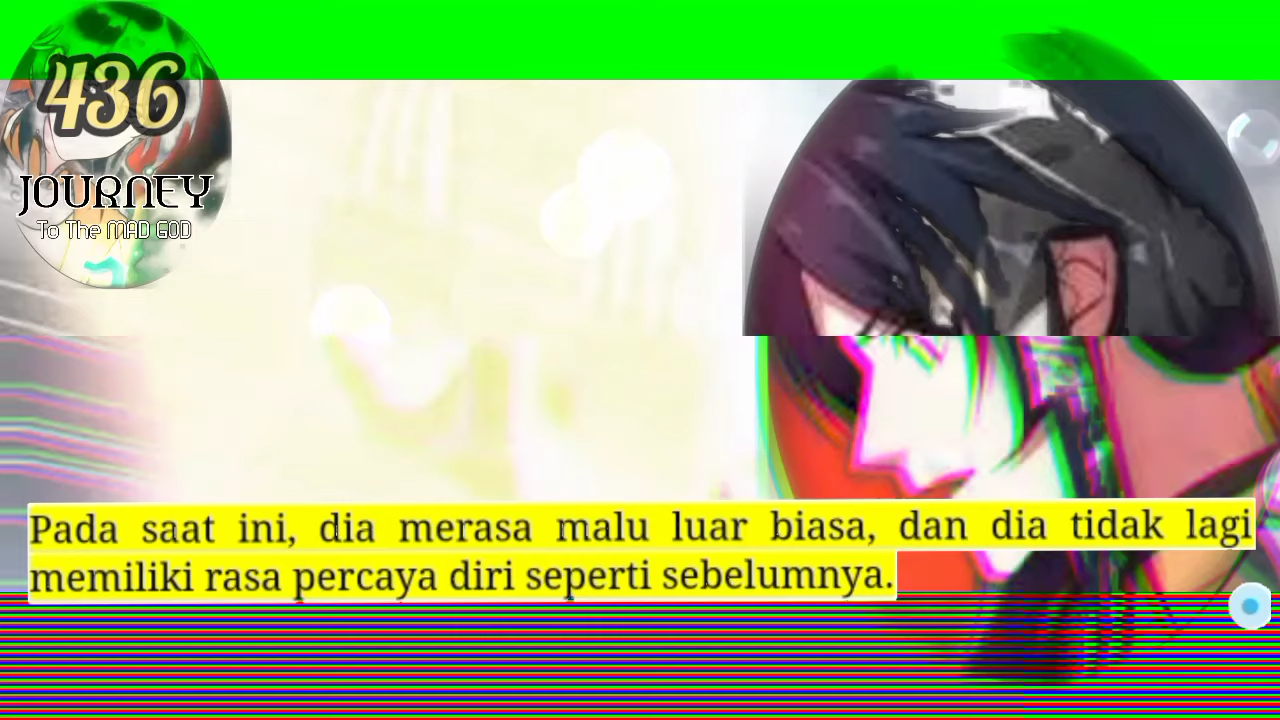 436
JOURNEY
To The MAD GOD
Pada saat ini, dia merasa malu luar biasa, dan dia tidak lagi
memiliki rasa percaya diri seperti sebelumnya.